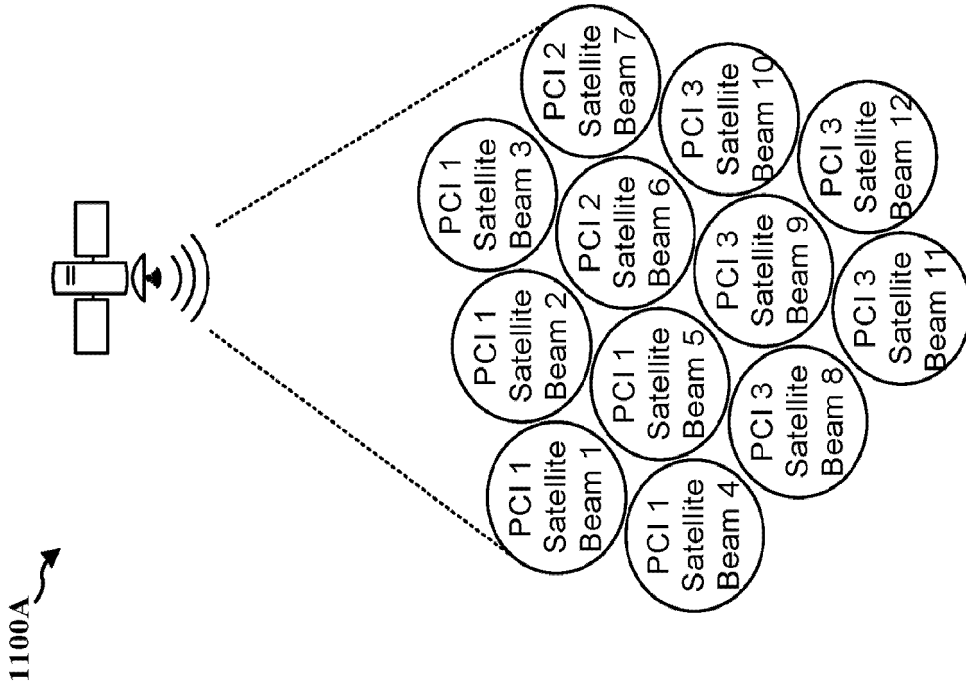 1100A
PCI 1
Satellite
Beam 1
PCI 1
Satellite
Beam 2
PCI 1
Satellite
Beam 3
PCI 1
Satellite
Beam 4
PCI 1
Satellite
Beam 5
PCI 2
Satellite
Beam 6
PCI 2
Satellite
Beam 7
PCI 3
Satellite
Beam 8
PCI 3
Satellite
Beam 9
PCI 3
Satellite
Beam 10
PCI 3
Satellite
Beam 11
PCI 3
Satellite
Beam 12